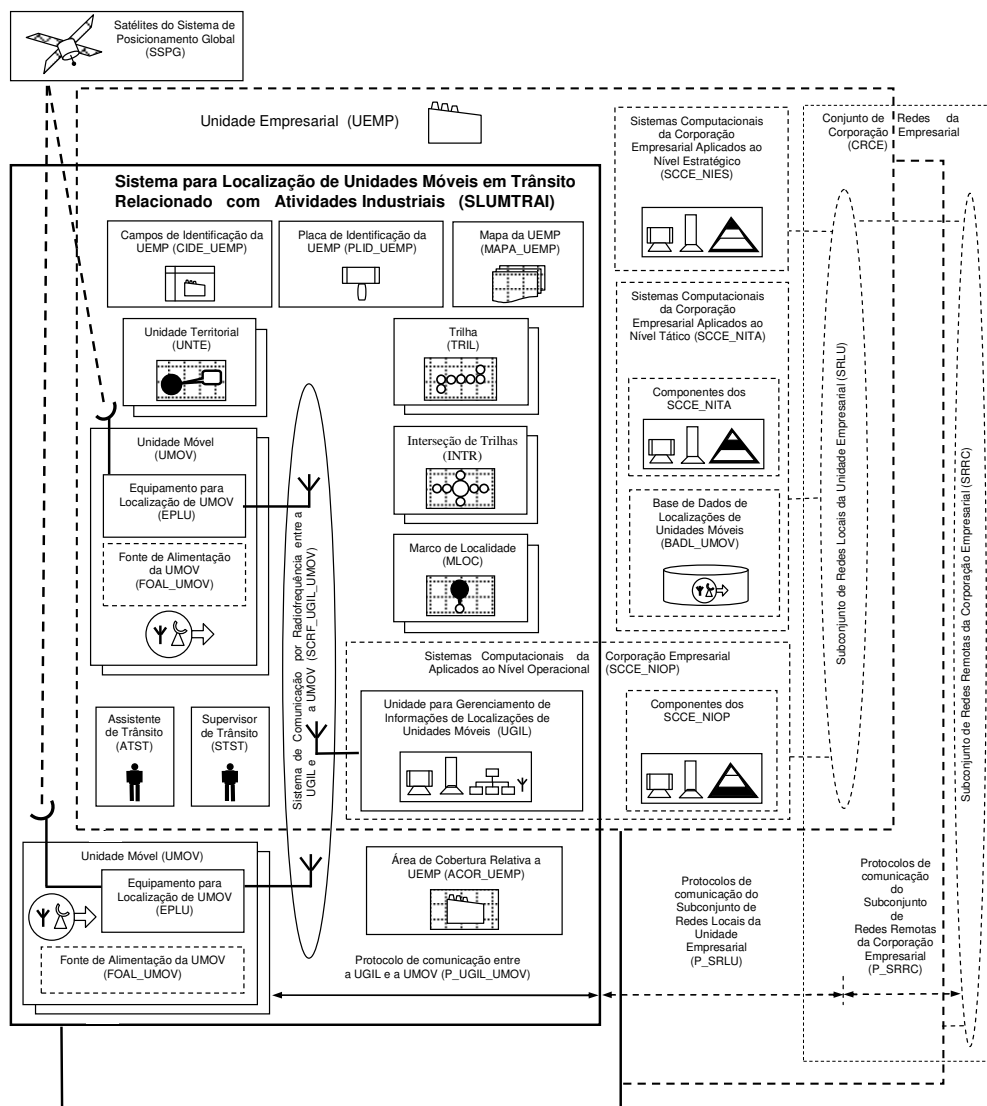 Satélites do Sistema de
Posicionamento Global
(SSPG)
Unidade Empresarial (UEMP)
Sistemas Computacionais
da Corporação
Empresarial Aplicados ao
Nível Estratégico
(SCCE_NIES)
Conjunto de Redes da
Corporação Empresarial
(CRCE)
Sistema para Localização de Unidades Móveis em Trânsito
Relacionado com Atividades Industriais (SLUMTRAI)
Campos de Identificação da
UEMP (CIDE_UEMP)
Placa de Identificação da
UEMP (PLID_UEMP)
Mapa da UEMP
(MAPA_UEMP)
Sistemas Computacionais
da Corporação
Empresarial Aplicados ao
Nível Tático (SCCE_NITA)
Unidade Territorial
(UNTE)
Trilha
(TRIL)
Componentes dos
SCCE_NITA
Unidade Móvel
(UMOV)
Interseção de Trilhas
(INTR)
Equipamento para
Localização de UMOV
(EPLU)
Base de Dados de
Localizações de
Unidades Móveis
(BADL_UMOV)
Fonte de Alimentação
da UMOV
(FOAL_UMOV)
Marco de Localidade
(MLOC)
Sistema de Comunicação por Radiofrequência entre a
UGIL e a UMOV (SCRF_UGIL_UMOV)
Subconjunto de Redes Locais da Unidade Empresarial (SRLU)
Subconjunto de Redes Remotas da Corporação Empresarial (SRRC)
Sistemas Computacionais da Corporação Empresarial
Aplicados ao Nível Operacional (SCCE_NIOP)
Assistente
de Trânsito
(ATST)
Supervisor
de Trânsito
(STST)
Unidade para Gerenciamento de
Informações de Localizações de
Unidades Móveis (UGIL)
Componentes dos
SCCE_NIOP
Unidade Móvel (UMOV)
Equipamento para
Localização de UMOV
(EPLU)
Fonte de Alimentação da UMOV
(FOAL_UMOV)
Área de Cobertura Relativa a
UEMP (ACOR_UEMP)
Protocolo de comunicação entre
a UGIL e a UMOV (P_UGIL_UMOV)
Protocolos de
comunicação do
Subconjunto de
Redes Locais da
Unidade
Empresarial
(P_SRLU)
Protocolos de
comunicação
do
Subconjunto
de
Redes Remotas
da Corporação
Empresarial
(P_SRRC)